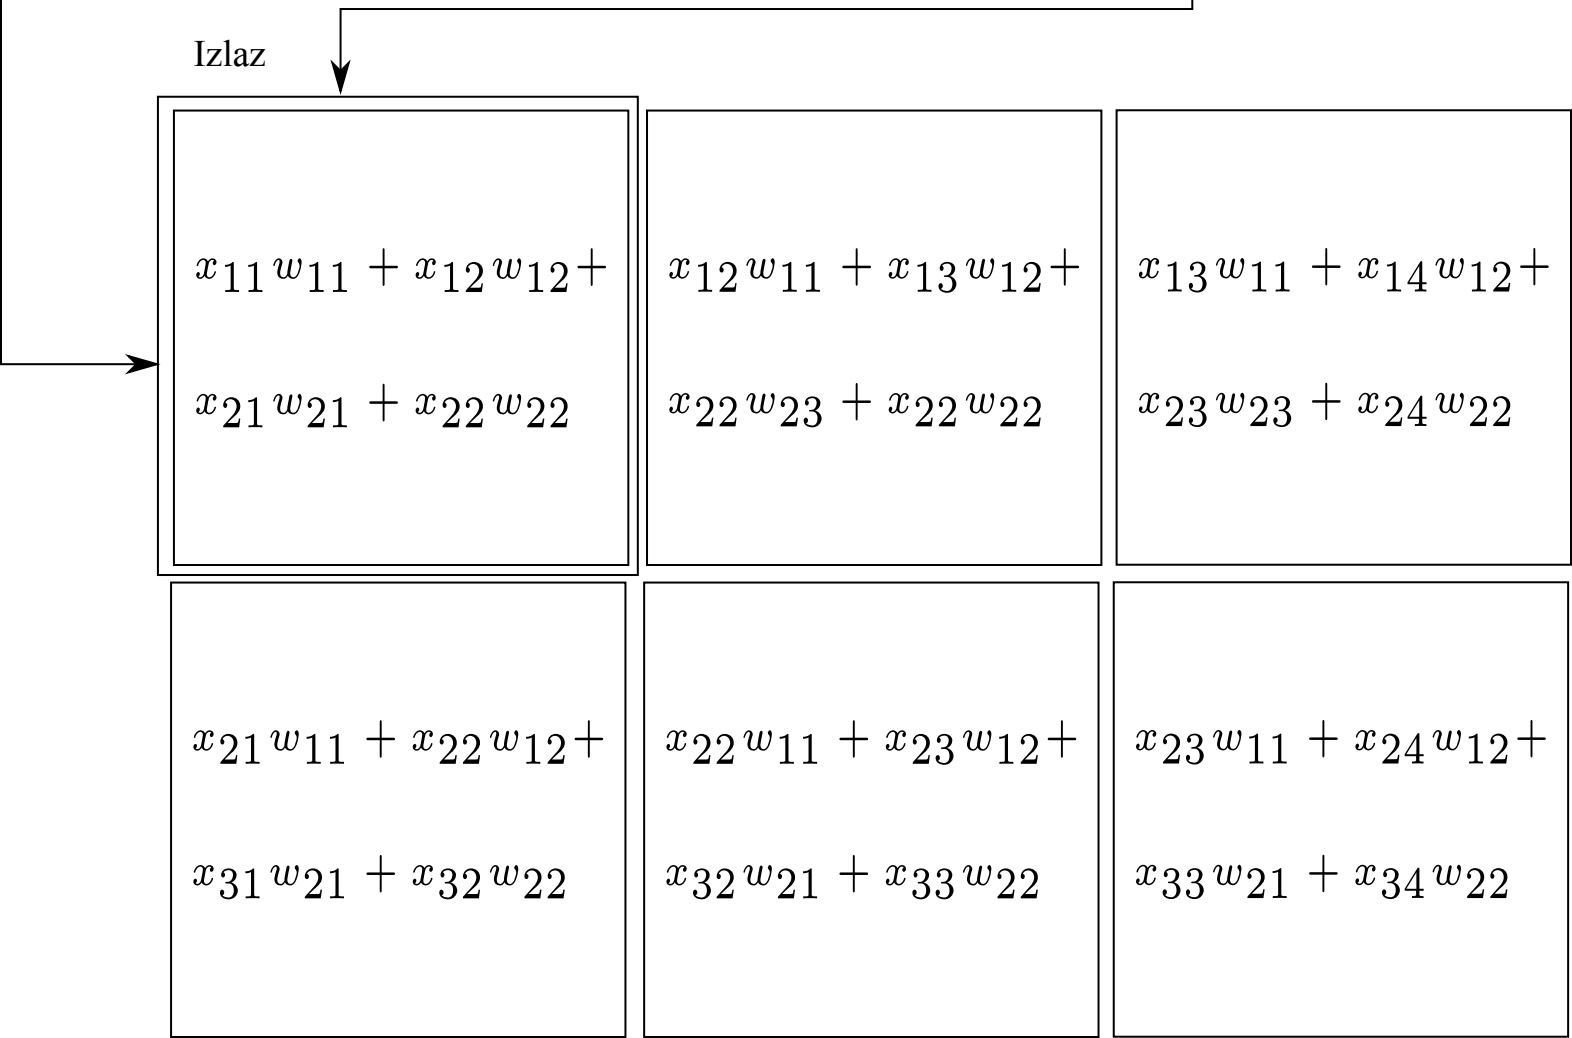 Izlaz
x₁₁w₁₁ + x₁₂w₁₂+
x₂₁w₂₁ + x₂₂w₂₂
x₁₂w₁₁ + x₁₃w₁₂+
x₂₂w₂₃ + x₂₂w₂₂
x₁₃w₁₁ + x₁₄w₁₂+
x₂₃w₂₃ + x₂₄w₂₂
x₂₁w₁₁ + x₂₂w₁₂+
x₃₁w₂₁ + x₃₂w₂₂
x₂₂w₁₁ + x₂₃w₁₂+
x₃₂w₂₁ + x₃₃w₂₂
x₂₃w₁₁ + x₂₄w₁₂+
x₃₃w₂₁ + x₃₄w₂₂